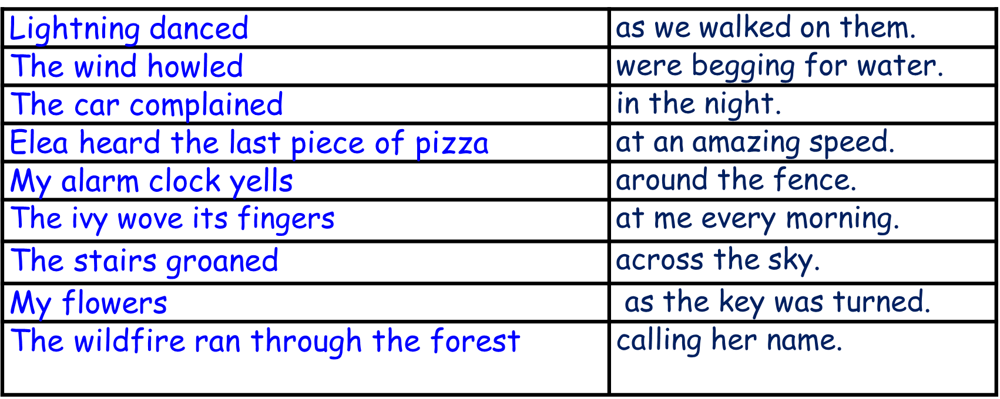 Lightning danced as we walked on them.
The wind howled were begging for water.
The car complained in the night.
Elea heard the last piece of pizza at an amazing speed.
My alarm clock yells around the fence.
The ivy wove its fingers at me every morning.
The stairs groaned across the sky.
My flowers as the key was turned.
The wildfire ran through the forest calling her name.